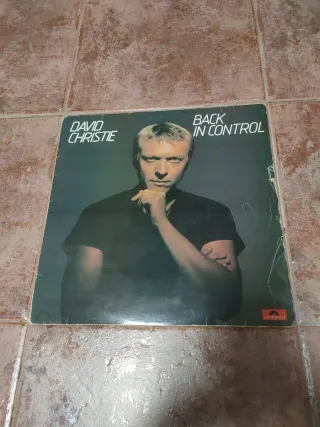 DAVID
CHRISTIE
BACK
IN CONTROL